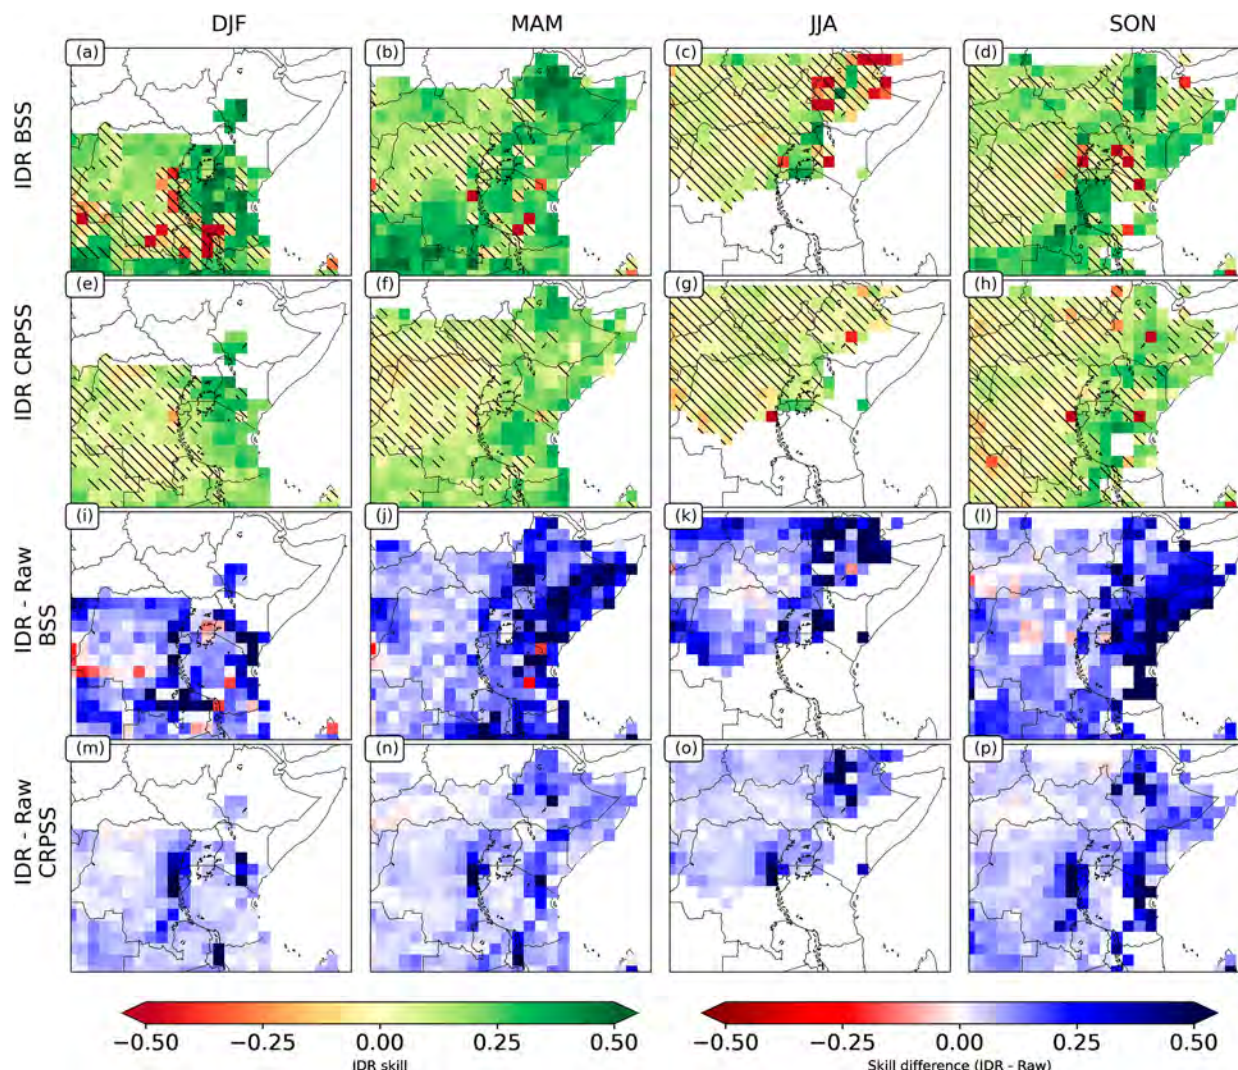 DJF MAM JJA SON
IDR BSS
(a) (b) (c) (d)
IDR CRPSS
(e) (f) (g) (h)
IDR - Raw
BSS
(i) (j) (k) (l)
IDR - Raw
CRPSS
(m) (n) (o) (p)
−0.50 −0.25 0.00 0.25 0.50
IDR skill
−0.50 −0.25 0.00 0.25 0.50
Skill difference (IDR - Raw)